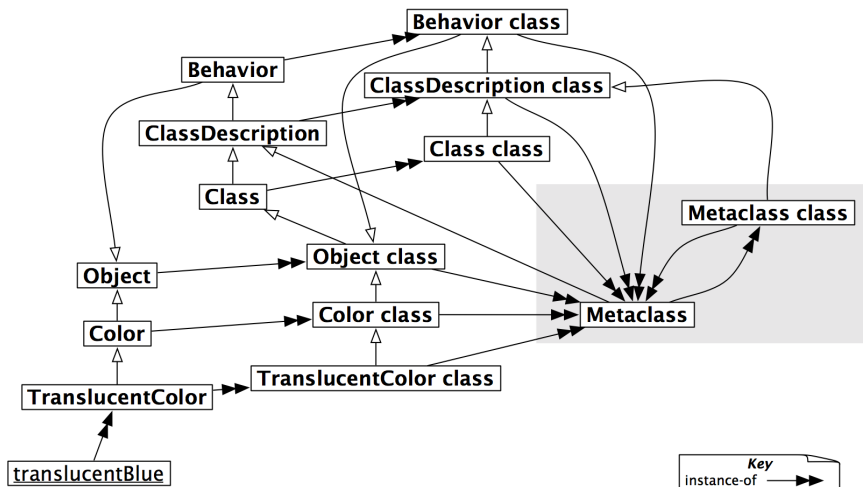 Behavior class
Behavior
ClassDescription class
ClassDescription
Class class
Class
Metaclass class
Object class
Object
Color class
Metaclass
Color
TranslucentColor class
TranslucentColor
translucentBlue
Key
instance-of